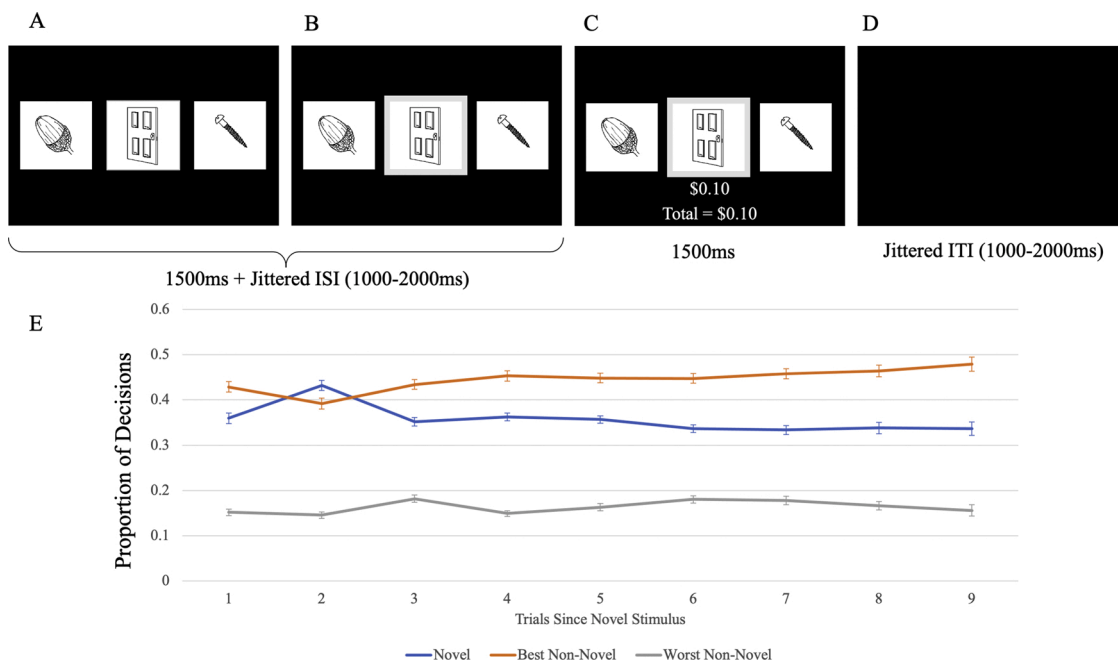 A
B
C
D
$0.10
Total = $0.10
1500ms + Jittered ISI (1000-2000ms)
1500ms
Jittered ITI (1000-2000ms)
E
Proportion of Decisions
0.6
0.5
0.4
0.3
0.2
0.1
0
1 2 3 4 5 6 7 8 9
Trials Since Novel Stimulus
Novel Best Non-Novel Worst Non-Novel